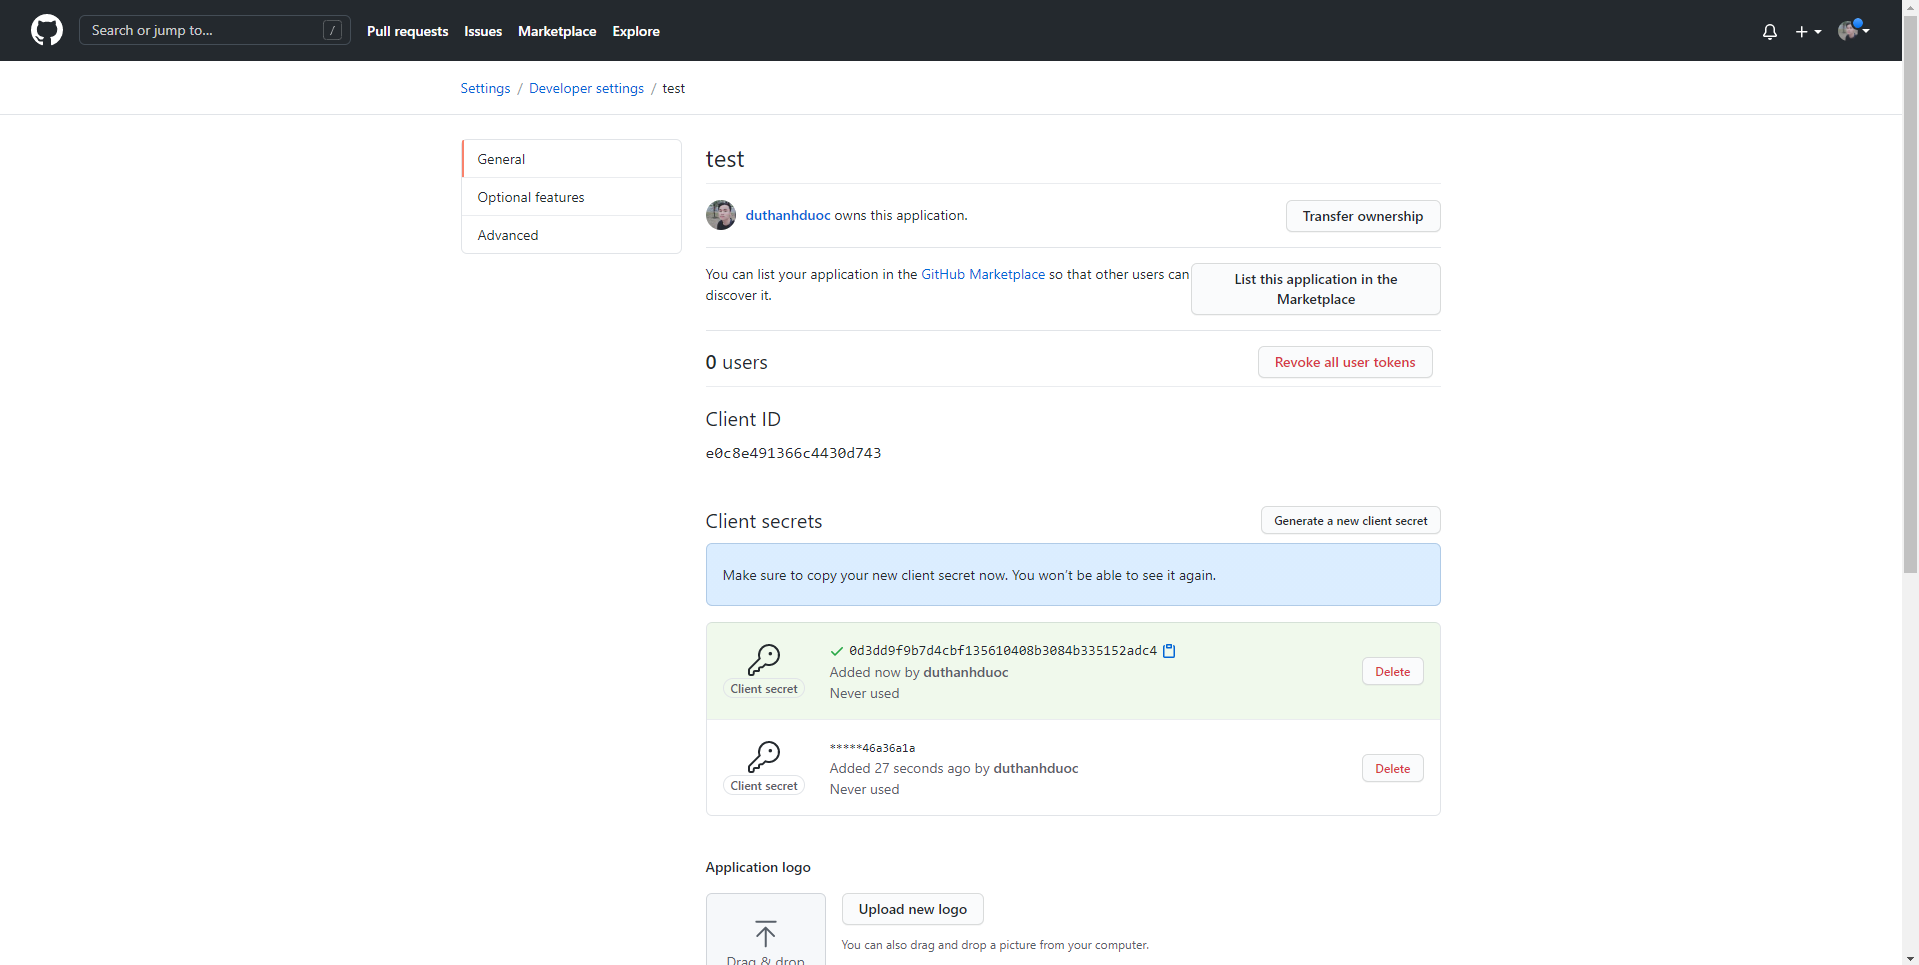 Search or jump to...
/
Pull requests
Issues
Marketplace
Explore
Settings / Developer settings / test
General
Optional features
Advanced
test
duthanhduoc owns this application.
Transfer ownership
You can list your application in the GitHub Marketplace so that other users can
discover it.
List this application in the
Marketplace
0 users
Revoke all user tokens
Client ID
e0c8e491366c4430d743
Client secrets
Generate a new client secret
Make sure to copy your new client secret now. You won't be able to see it again.
Client secret
0d3dd9f9b7d4cbf135610408b3084b335152adc4
Added now by duthanhduoc
Never used
Delete
Client secret
*****46a36a1a
Added 27 seconds ago by duthanhduoc
Never used
Delete
Application logo
Drag & drop
Upload new logo
You can also drag and drop a picture from your computer.